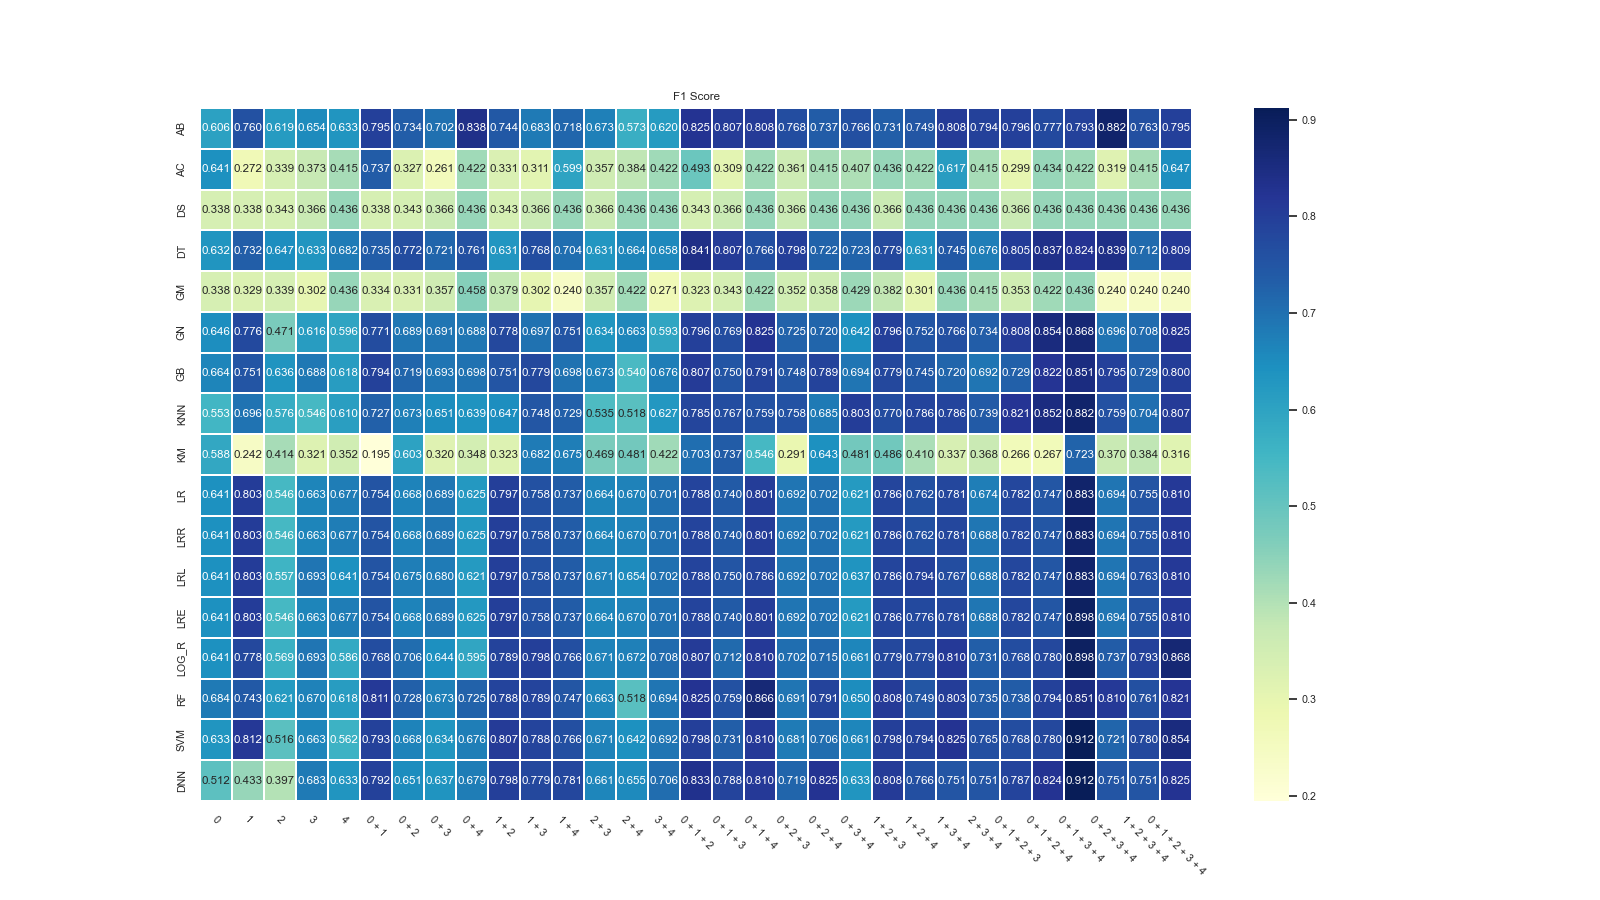 F1 Score
AB 0.606 0.760 0.619 0.654 0.633 0.795 0.734 0.702 0.838 0.744 0.683 0.718 0.673 0.573 0.620 0.825 0.807 0.808 0.768 0.737 0.766 0.731 0.749 0.808 0.794 0.796 0.777 0.793 0.882 0.763 0.795
AC 0.641 0.272 0.339 0.373 0.415 0.737 0.327 0.261 0.422 0.331 0.311 0.599 0.357 0.384 0.422 0.493 0.309 0.422 0.361 0.415 0.407 0.436 0.422 0.617 0.415 0.299 0.434 0.422 0.319 0.415 0.647
DS 0.338 0.338 0.343 0.366 0.436 0.338 0.343 0.366 0.436 0.343 0.366 0.436 0.366 0.436 0.436 0.343 0.366 0.436 0.366 0.436 0.436 0.366 0.436 0.436 0.436 0.366 0.436 0.436 0.436 0.436 0.436
DT 0.632 0.732 0.647 0.633 0.682 0.735 0.772 0.721 0.761 0.631 0.768 0.704 0.631 0.664 0.658 0.841 0.807 0.766 0.798 0.722 0.723 0.779 0.631 0.745 0.676 0.805 0.837 0.824 0.839 0.712 0.809
GM 0.338 0.329 0.339 0.302 0.436 0.334 0.331 0.357 0.458 0.379 0.302 0.240 0.357 0.422 0.271 0.323 0.343 0.422 0.352 0.358 0.429 0.382 0.301 0.436 0.415 0.353 0.422 0.436 0.240 0.240 0.240
GN 0.646 0.776 0.471 0.616 0.596 0.771 0.689 0.691 0.688 0.778 0.697 0.751 0.634 0.663 0.593 0.796 0.769 0.825 0.725 0.720 0.642 0.796 0.752 0.766 0.734 0.808 0.854 0.868 0.696 0.708 0.825
GB 0.664 0.751 0.636 0.688 0.618 0.794 0.719 0.693 0.698 0.751 0.779 0.698 0.673 0.540 0.676 0.807 0.750 0.791 0.748 0.789 0.694 0.779 0.745 0.720 0.692 0.729 0.822 0.851 0.795 0.729 0.800
KNN 0.553 0.696 0.576 0.546 0.610 0.727 0.673 0.651 0.639 0.647 0.748 0.729 0.535 0.518 0.627 0.785 0.767 0.759 0.758 0.685 0.803 0.770 0.786 0.786 0.739 0.821 0.852 0.882 0.759 0.704 0.807
KM 0.588 0.242 0.414 0.321 0.352 0.195 0.603 0.320 0.348 0.323 0.682 0.675 0.469 0.481 0.422 0.703 0.737 0.546 0.291 0.643 0.481 0.486 0.410 0.337 0.368 0.266 0.267 0.723 0.370 0.384 0.316
LR 0.641 0.803 0.546 0.663 0.677 0.754 0.668 0.689 0.625 0.797 0.758 0.737 0.664 0.670 0.701 0.788 0.740 0.801 0.692 0.702 0.621 0.786 0.762 0.781 0.674 0.782 0.747 0.883 0.694 0.755 0.810
LRR 0.641 0.803 0.546 0.663 0.677 0.754 0.668 0.689 0.625 0.797 0.758 0.737 0.664 0.670 0.701 0.788 0.740 0.801 0.692 0.702 0.621 0.786 0.762 0.781 0.688 0.782 0.747 0.883 0.694 0.755 0.810
LRL 0.641 0.803 0.557 0.693 0.641 0.754 0.675 0.680 0.621 0.797 0.758 0.737 0.671 0.654 0.702 0.788 0.750 0.786 0.692 0.702 0.637 0.786 0.794 0.767 0.688 0.782 0.747 0.883 0.694 0.763 0.810
LRE 0.641 0.803 0.546 0.663 0.677 0.754 0.668 0.689 0.625 0.797 0.758 0.737 0.664 0.670 0.701 0.788 0.740 0.801 0.692 0.702 0.621 0.786 0.776 0.781 0.688 0.782 0.747 0.898 0.694 0.755 0.810
LOG_R 0.641 0.778 0.569 0.693 0.586 0.768 0.706 0.644 0.595 0.789 0.798 0.766 0.671 0.672 0.708 0.807 0.712 0.810 0.702 0.715 0.661 0.779 0.779 0.810 0.731 0.768 0.780 0.898 0.737 0.793 0.868
RF 0.684 0.743 0.621 0.670 0.618 0.811 0.728 0.673 0.725 0.788 0.789 0.747 0.663 0.518 0.694 0.825 0.759 0.866 0.691 0.791 0.650 0.808 0.749 0.803 0.735 0.738 0.794 0.851 0.810 0.761 0.821
SVM 0.633 0.812 0.516 0.663 0.562 0.793 0.668 0.634 0.676 0.807 0.788 0.766 0.671 0.642 0.692 0.798 0.731 0.810 0.681 0.706 0.661 0.798 0.794 0.825 0.765 0.768 0.780 0.912 0.721 0.780 0.854
DNN 0.512 0.433 0.397 0.683 0.633 0.792 0.651 0.637 0.679 0.798 0.779 0.781 0.661 0.655 0.706 0.833 0.788 0.810 0.719 0.825 0.633 0.808 0.766 0.751 0.751 0.787 0.824 0.912 0.751 0.751 0.825
0
1
2
3
4
0 + 1
0 + 2
0 + 3
0 + 4
1 + 2
1 + 3
1 + 4
2 + 3
2 + 4
3 + 4
0 + 1 + 2
0 + 1 + 3
0 + 1 + 4
0 + 2 + 3
0 + 2 + 4
0 + 3 + 4
1 + 2 + 3
1 + 2 + 4
1 + 3 + 4
2 + 3 + 4
0 + 1 + 2 + 3
0 + 1 + 2 + 4
0 + 1 + 3 + 4
0 + 2 + 3 + 4
1 + 2 + 3 + 4
0 + 1 + 2 + 3 + 4
0.9
0.8
0.7
0.6
0.5
0.4
0.3
0.2